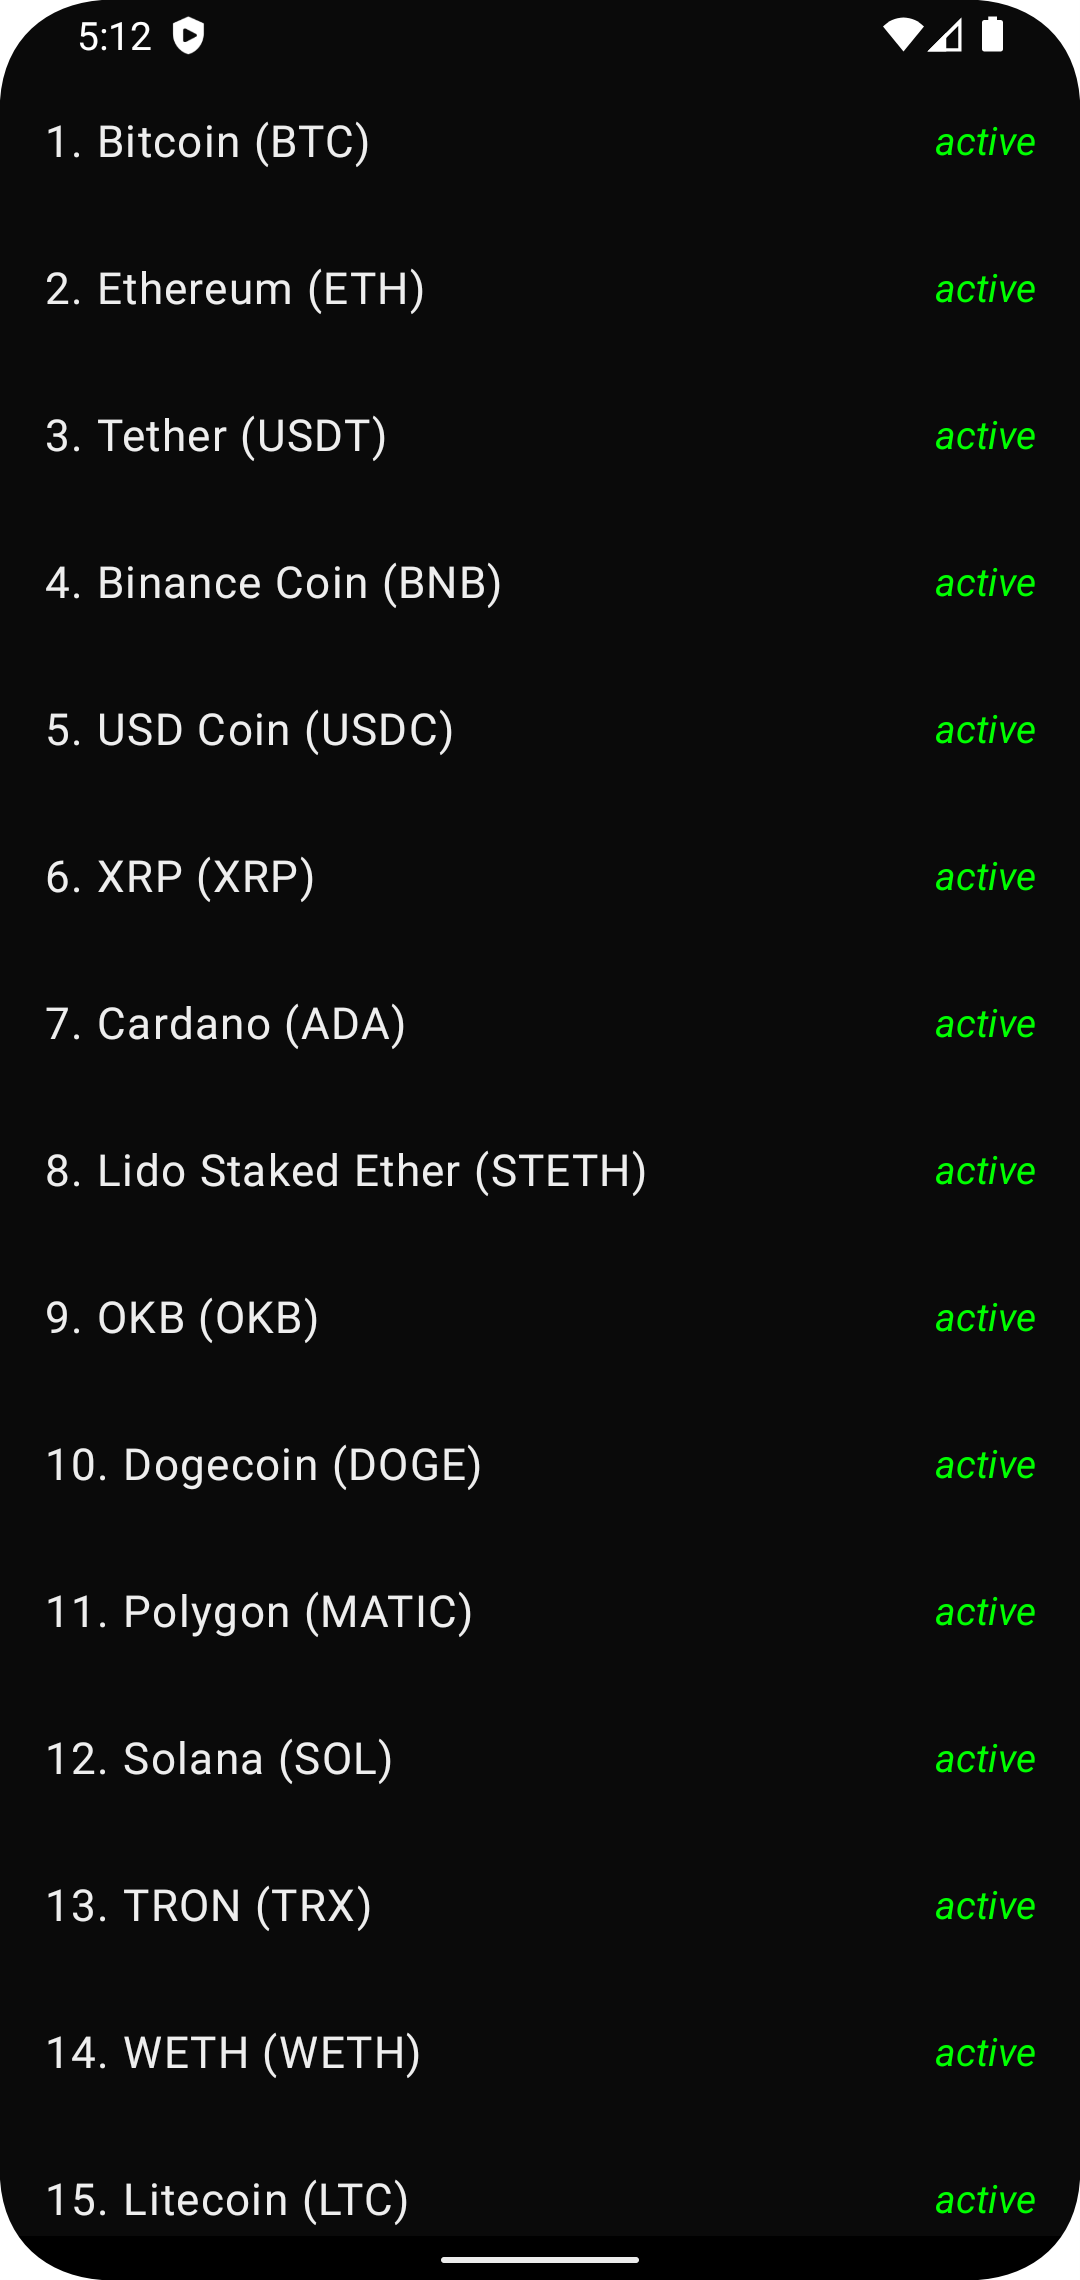 5:12
1. Bitcoin (BTC) active
2. Ethereum (ETH) active
3. Tether (USDT) active
4. Binance Coin (BNB) active
5. USD Coin (USDC) active
6. XRP (XRP) active
7. Cardano (ADA) active
8. Lido Staked Ether (STETH) active
9. OKB (OKB) active
10. Dogecoin (DOGE) active
11. Polygon (MATIC) active
12. Solana (SOL) active
13. TRON (TRX) active
14. WETH (WETH) active
15. Litecoin (LTC) active